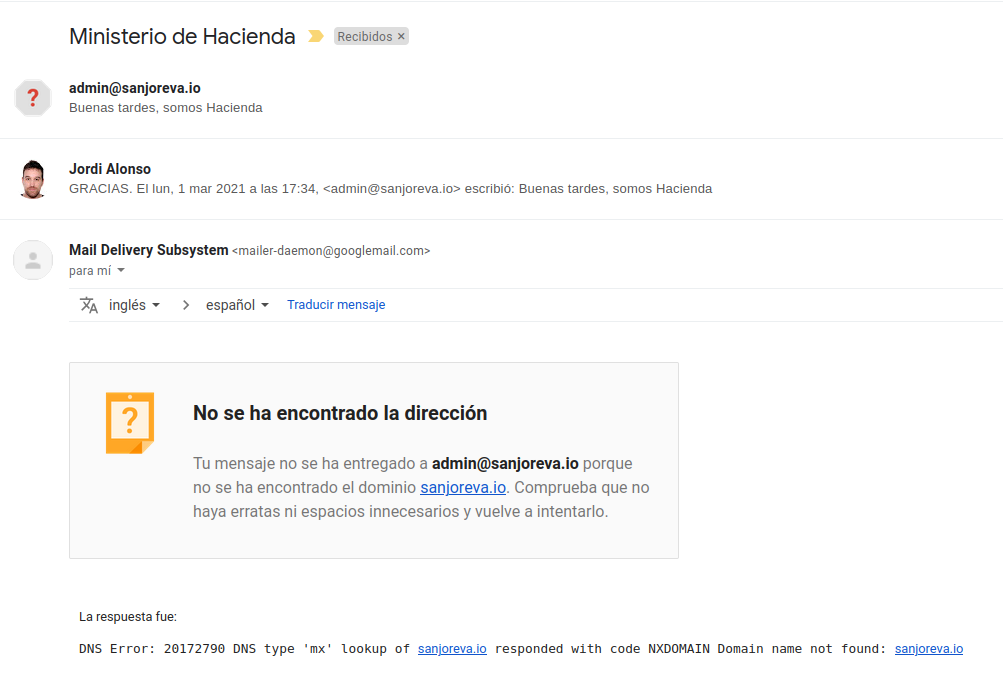 Ministerio de Hacienda Recibidos ×
?
admin@sanjoreva.io
Buenas tardes, somos Hacienda
Jordi Alonso
GRACIAS. El lun, 1 mar 2021 a las 17:34, <admin@sanjoreva.io> escribió: Buenas tardes, somos Hacienda
Mail Delivery Subsystem <mailer-daemon@googlemail.com>
para mí
inglés > español Traducir mensaje
?
No se ha encontrado la dirección
Tu mensaje no se ha entregado a admin@sanjoreva.io porque
no se ha encontrado el dominio sanjoreva.io. Comprueba que no
haya erratas ni espacios innecesarios y vuelve a intentarlo.
La respuesta fue:
DNS Error: 20172790 DNS type 'mx' lookup of sanjoreva.io responded with code NXDOMAIN Domain name not found: sanjoreva.io